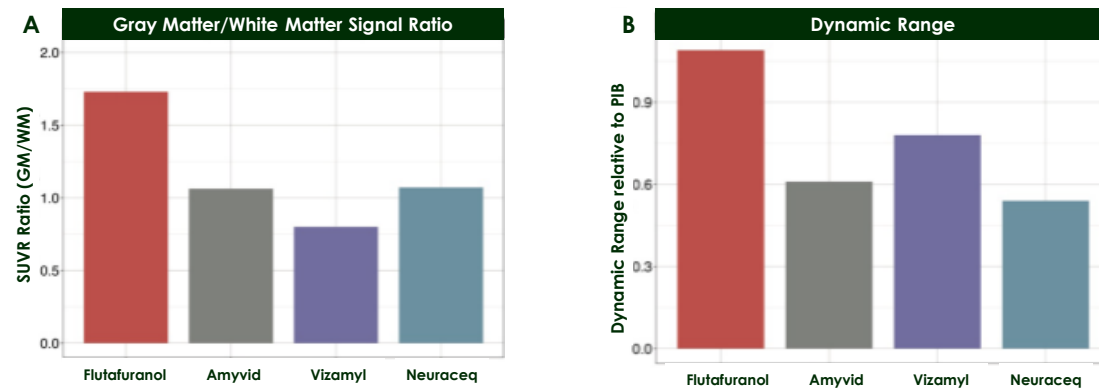 A
Gray Matter/White Matter Signal Ratio
SUVR Ratio (GM/WM)
2.0
1.5
1.0
0.5
0.0
Flutafuranol Amyvid Vizamyl Neuraceq
B
Dynamic Range
Dynamic Range relative to PIB
0.9
0.6
0.3
0.0
Flutafuranol Amyvid Vizamyl Neuraceq